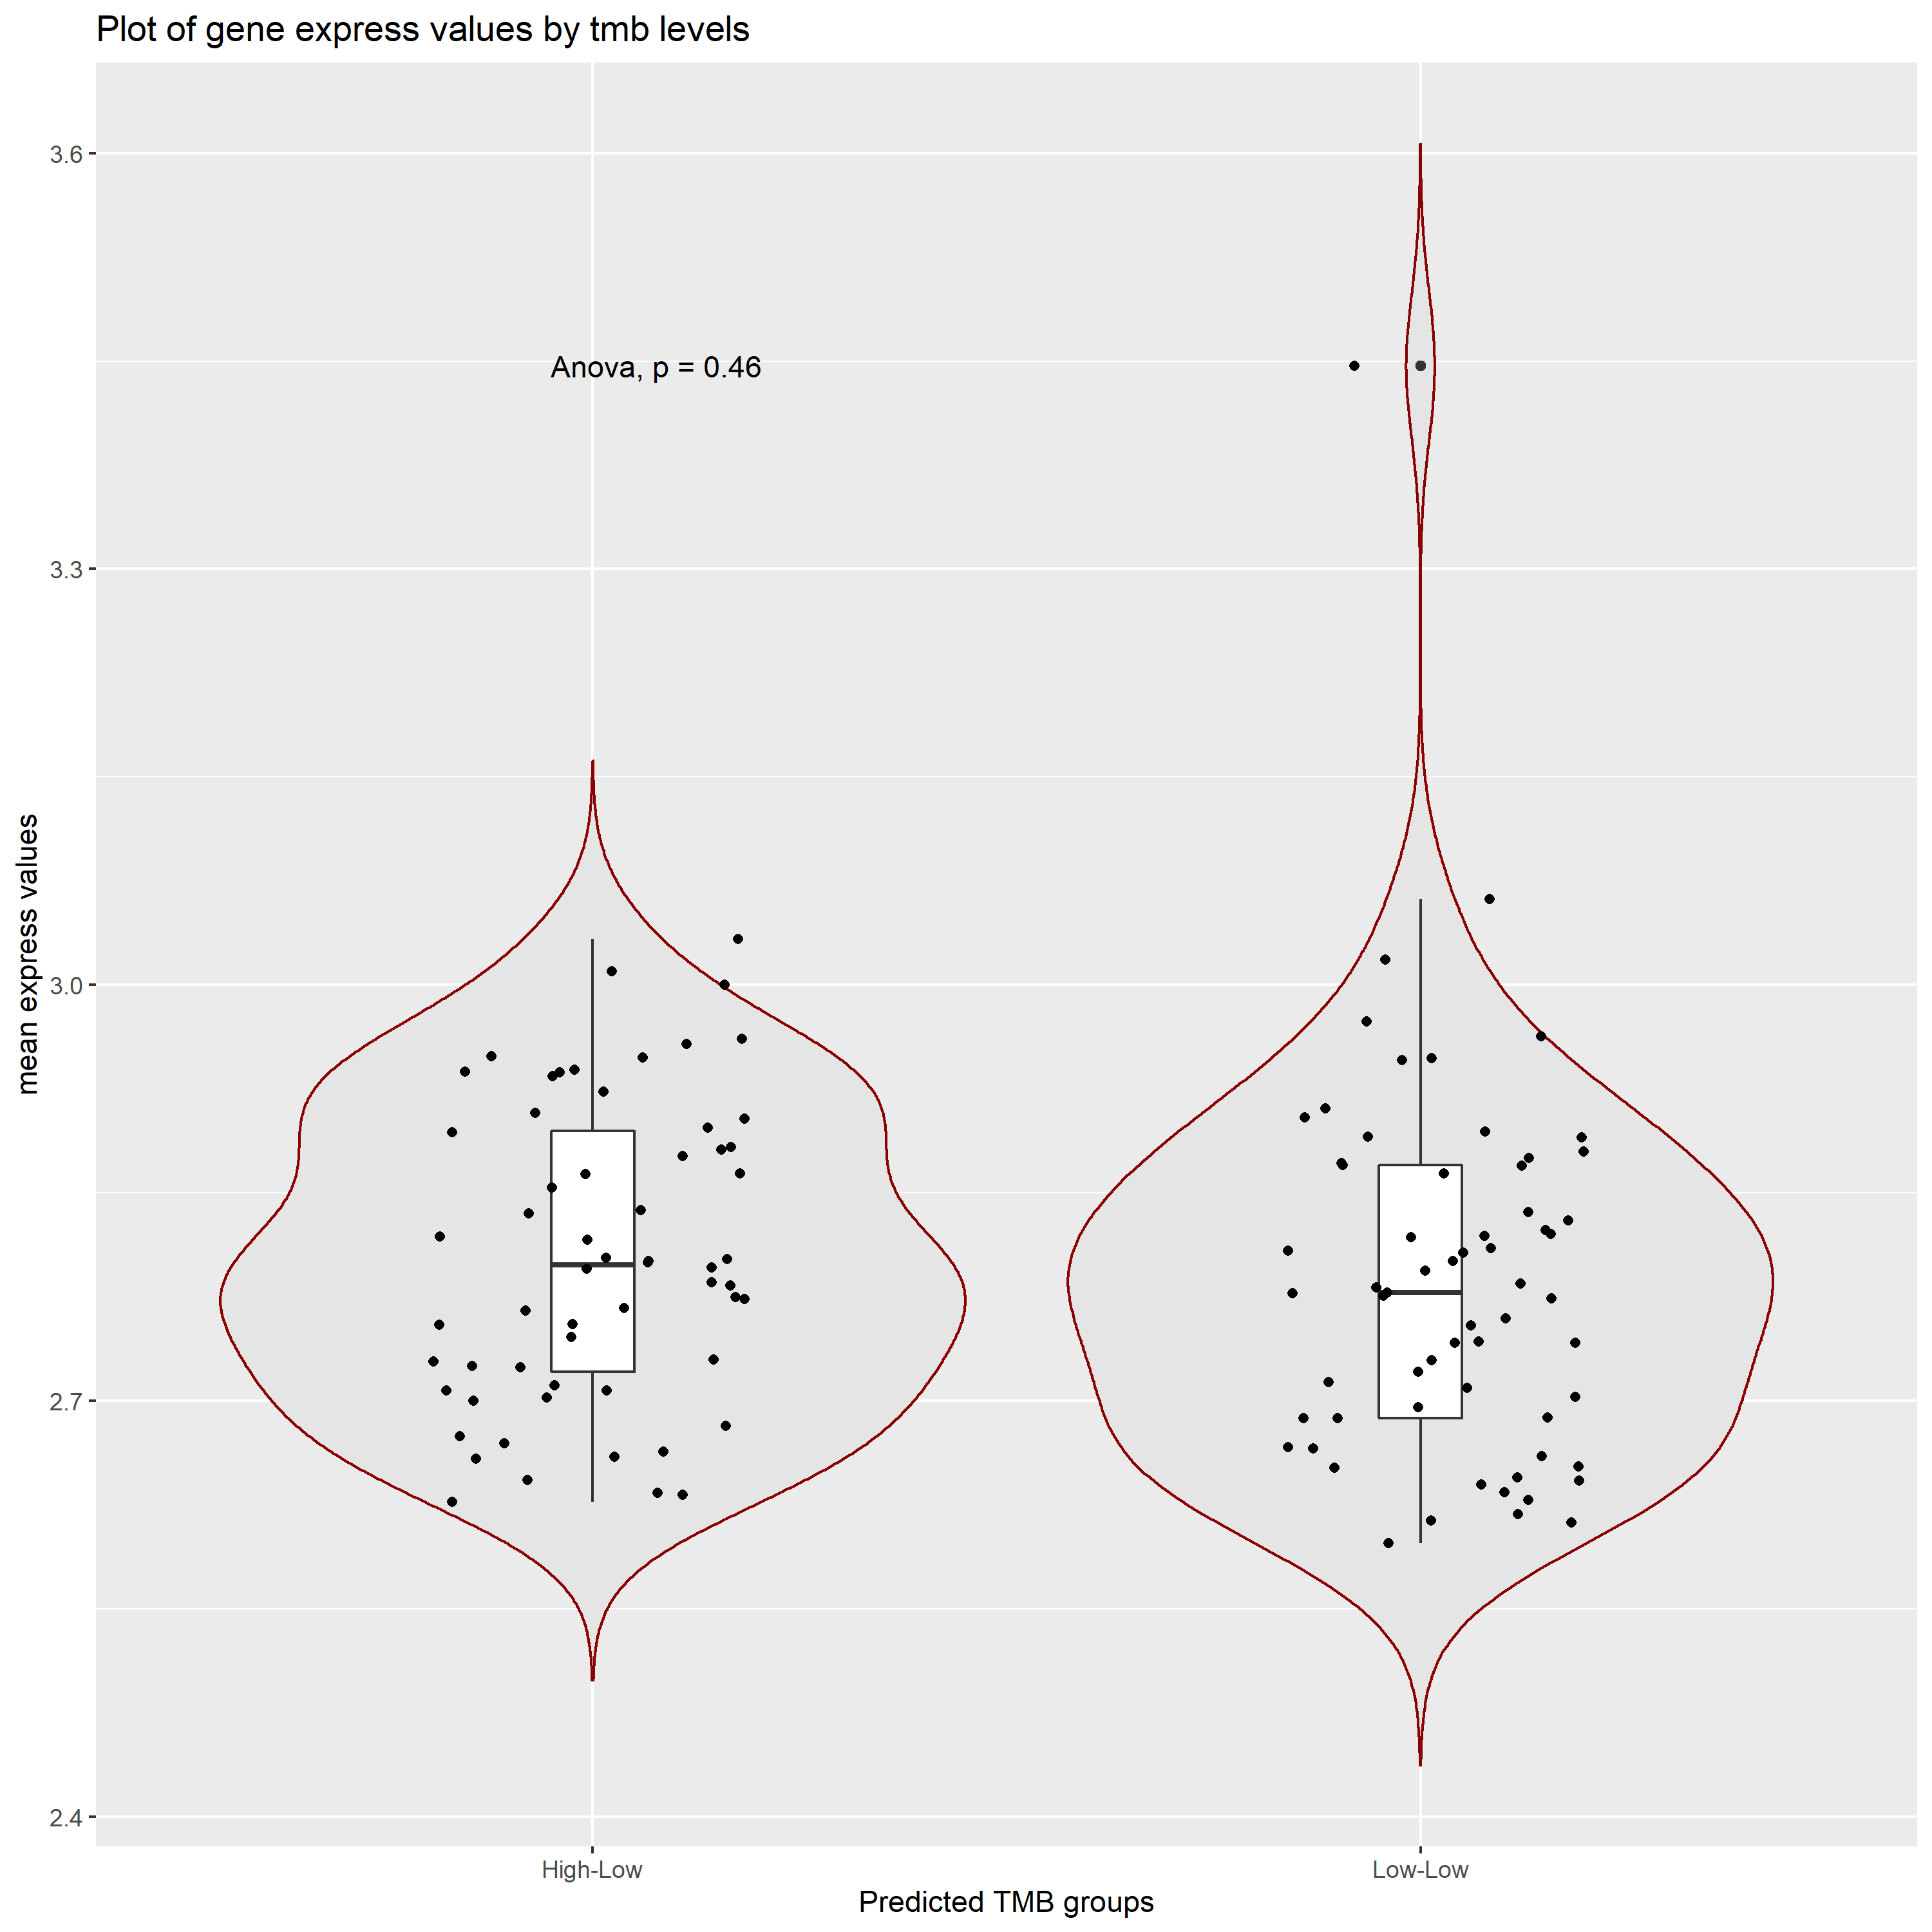 Plot of gene express values by tmb levels
3.6
Anova, p = 0.46
3.3
3.0
mean express values
2.7
2.4
High-Low
Low-Low
Predicted TMB groups